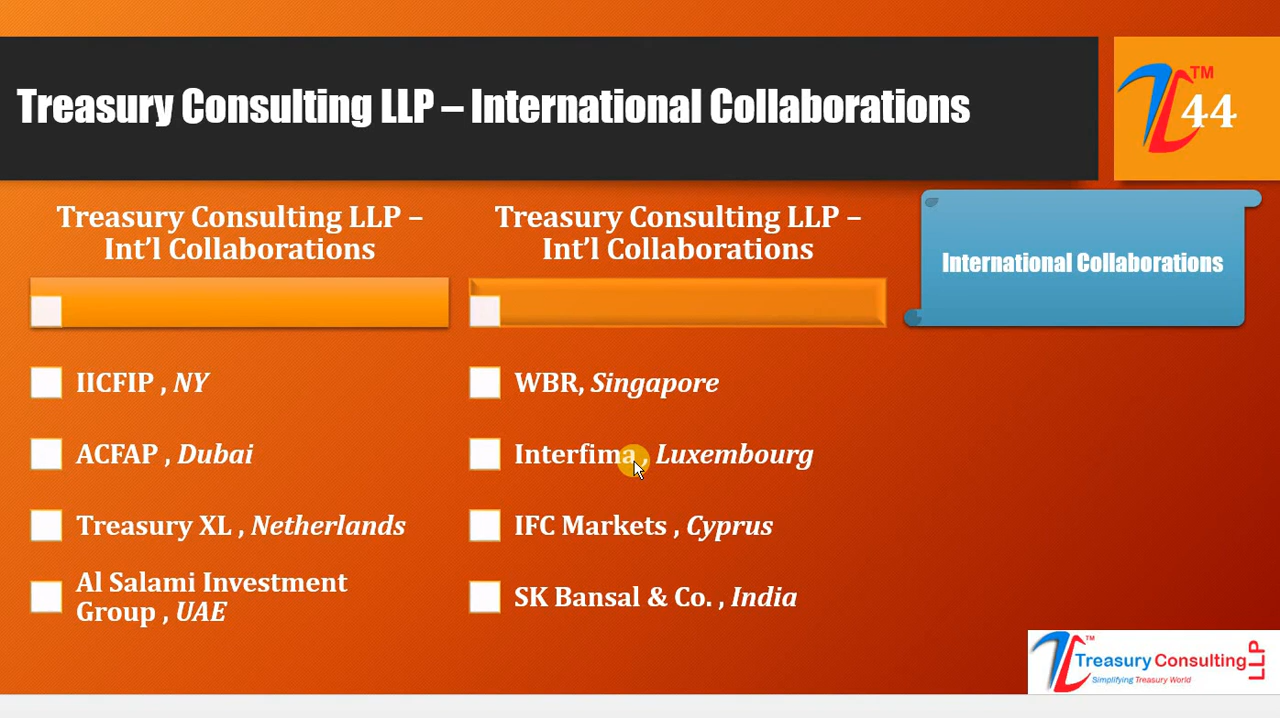 Treasury Consulting LLP – International Collaborations
TM
44
Treasury Consulting LLP –
Int’l Collaborations
IICFIP , NY
ACFAP , Dubai
Treasury XL , Netherlands
Al Salami Investment
Group , UAE
Treasury Consulting LLP –
Int’l Collaborations
WBR, Singapore
Interfima , Luxembourg
IFC Markets , Cyprus
SK Bansal & Co. , India
International Collaborations
TM
Treasury Consulting LLP
Simplifying Treasury World